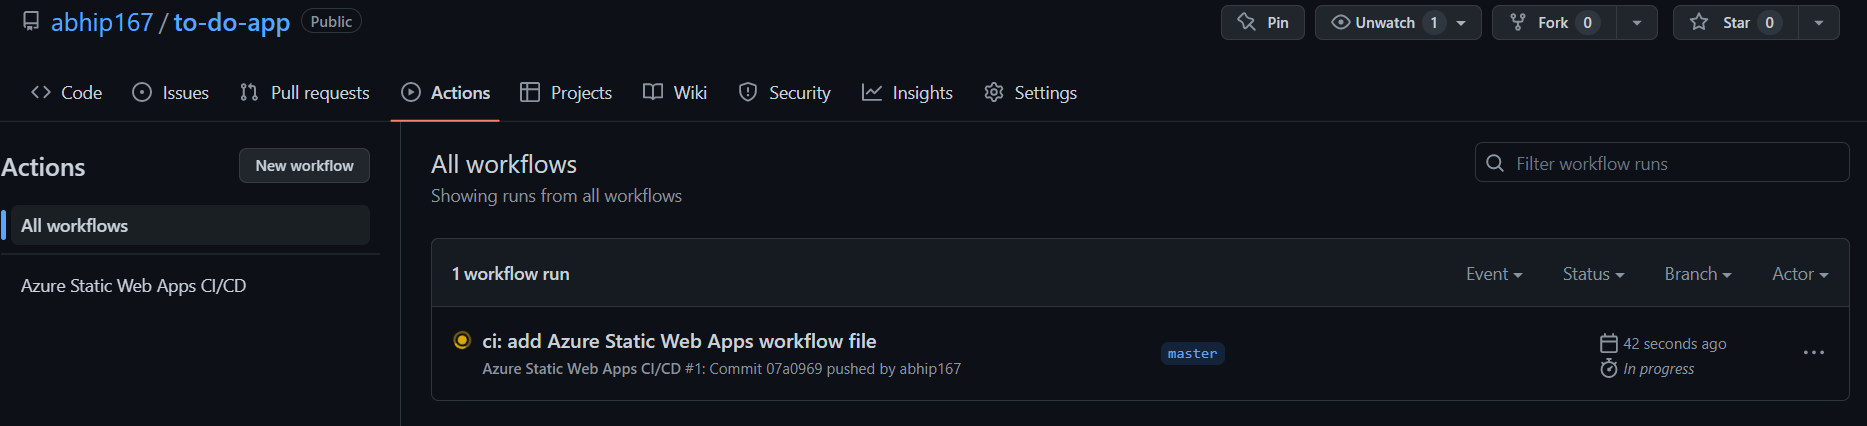 abhip167 / to-do-app Public
Pin
Unwatch 1
Fork 0
Star 0
Code
Issues
Pull requests
Actions
Projects
Wiki
Security
Insights
Settings
Actions
New workflow
All workflows
Azure Static Web Apps CI/CD
All workflows
Showing runs from all workflows
Filter workflow runs
1 workflow run
Event
Status
Branch
Actor
ci: add Azure Static Web Apps workflow file
Azure Static Web Apps CI/CD #1: Commit 07a0969 pushed by abhip167
master
42 seconds ago
In progress